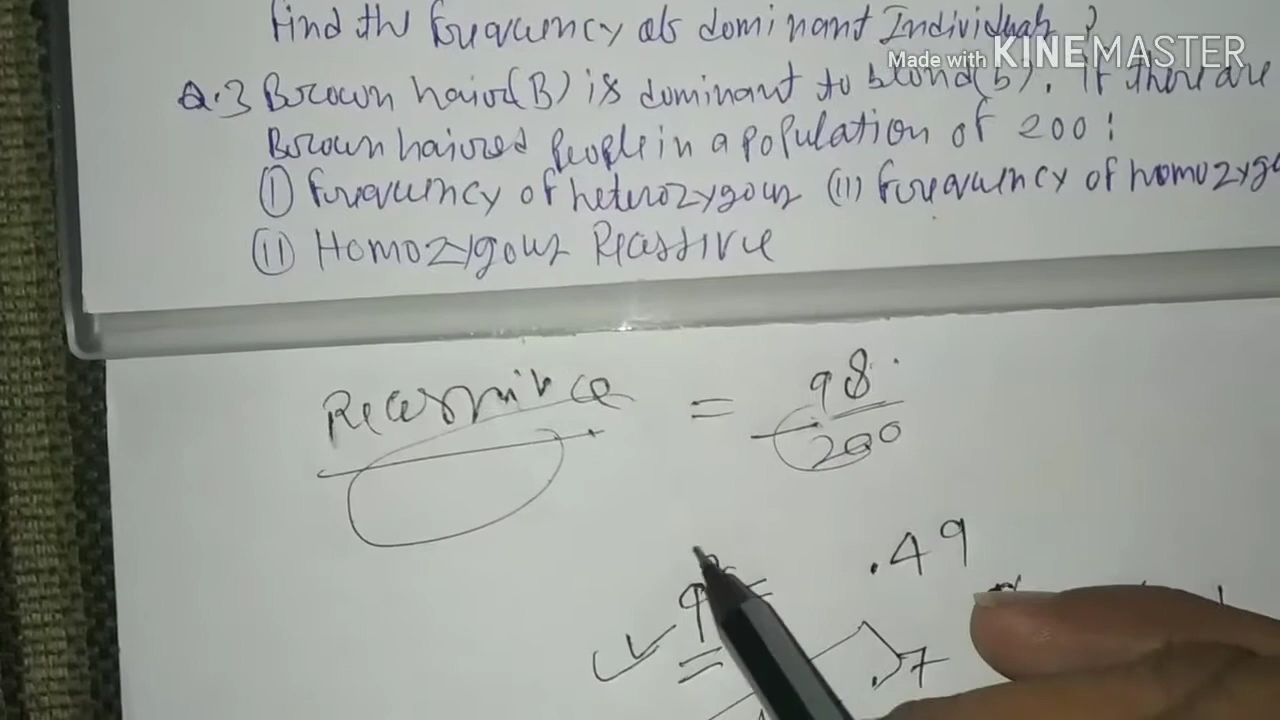 Find the frequency of dominant Individuals ?
Made with KINEMASTER
Q.3 Brown hair(B) is dominant to blond(b). If there are
Brown haired People in a population of 200 :
(I) frequency of heterozygous (II) frequency of homozyg
(II) Homozygous Recessive
Recessive = 98
200
.49
q² =
.7